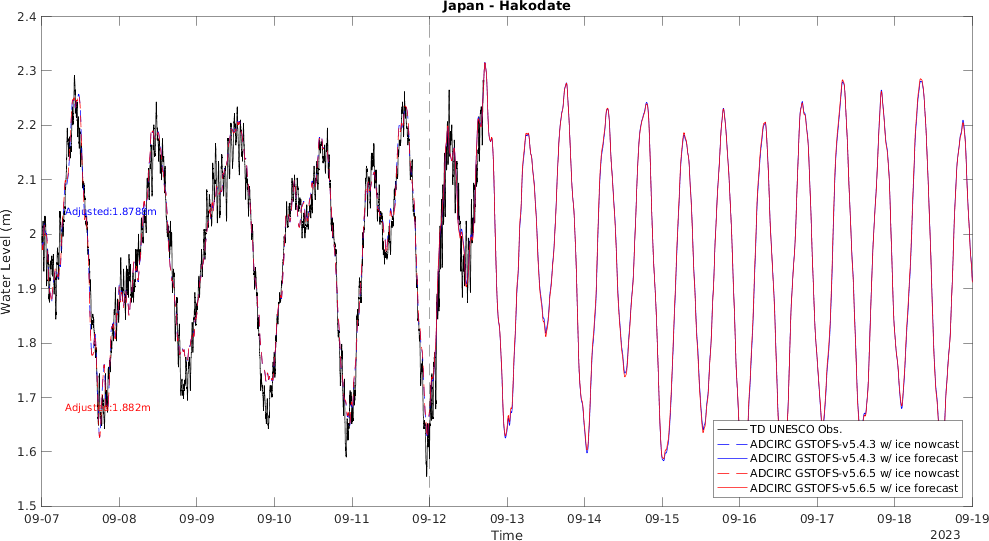 Japan - Hakodate
Water Level (m)
2.4
2.3
2.2
2.1
2
1.9
1.8
1.7
1.6
1.5
Adjusted:1.8786m
Adjusted:1.882m
TD UNESCO Obs.
ADCIRC GSTOFS-v5.4.3 w/ ice nowcast
ADCIRC GSTOFS-v5.4.3 w/ ice forecast
ADCIRC GSTOFS-v5.6.5 w/ ice nowcast
ADCIRC GSTOFS-v5.6.5 w/ ice forecast
09-07 09-08 09-09 09-10 09-11 09-12 09-13 09-14 09-15 09-16 09-17 09-18 09-19
Time
2023